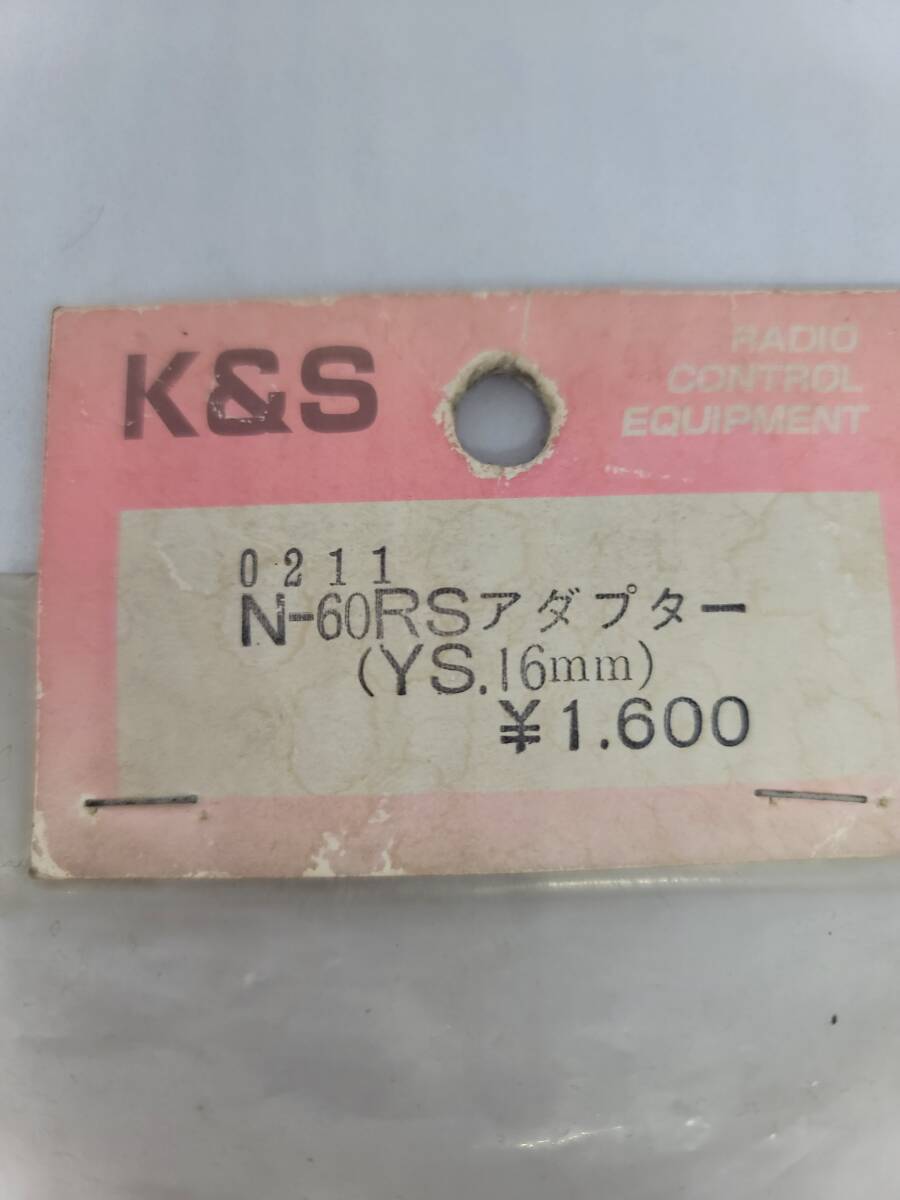 K&S
RADIO
CONTROL
EQUIPMENT
0211
N-60RSアダプター
(YS.16mm)
¥1.600